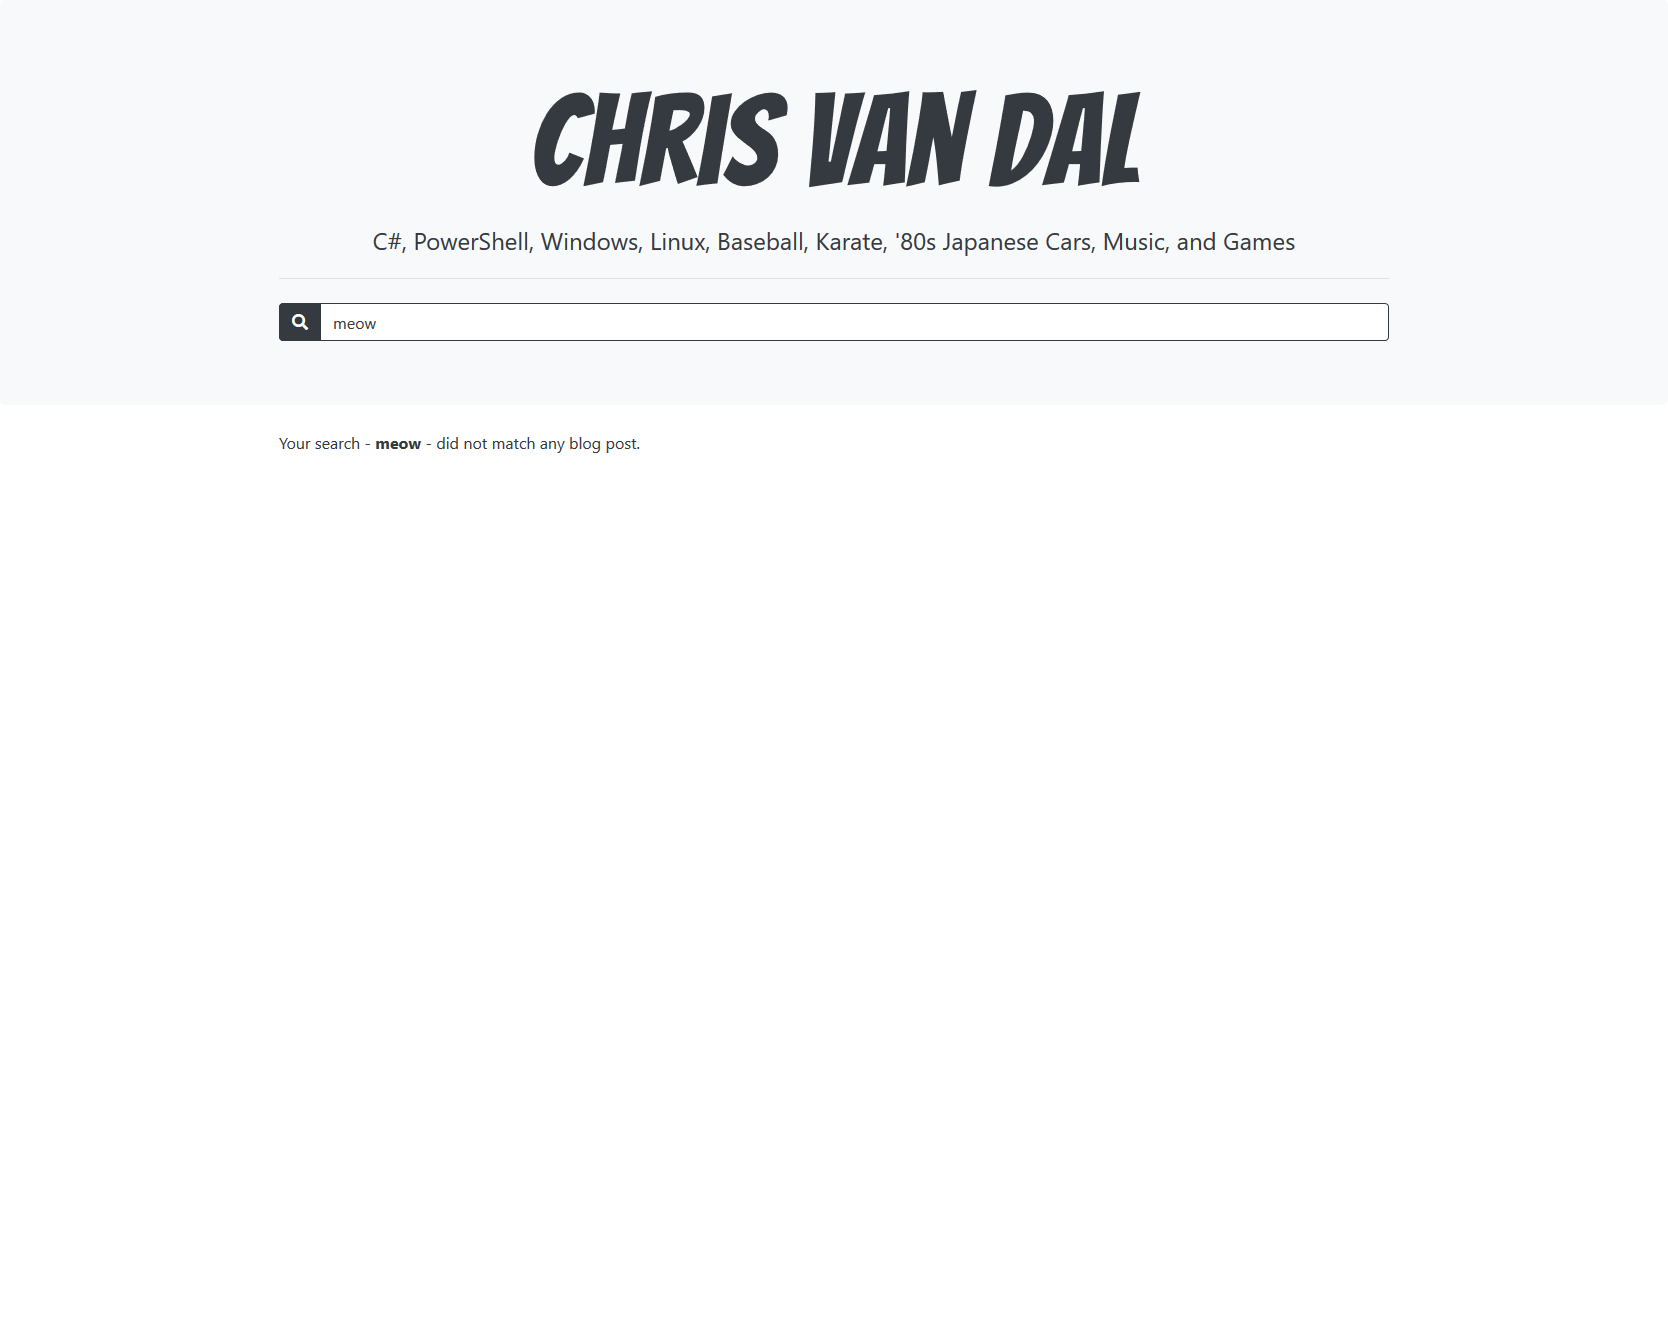 CHRIS VAN DAL
C#, PowerShell, Windows, Linux, Baseball, Karate, '80s Japanese Cars, Music, and Games
meow
Your search - meow - did not match any blog post.